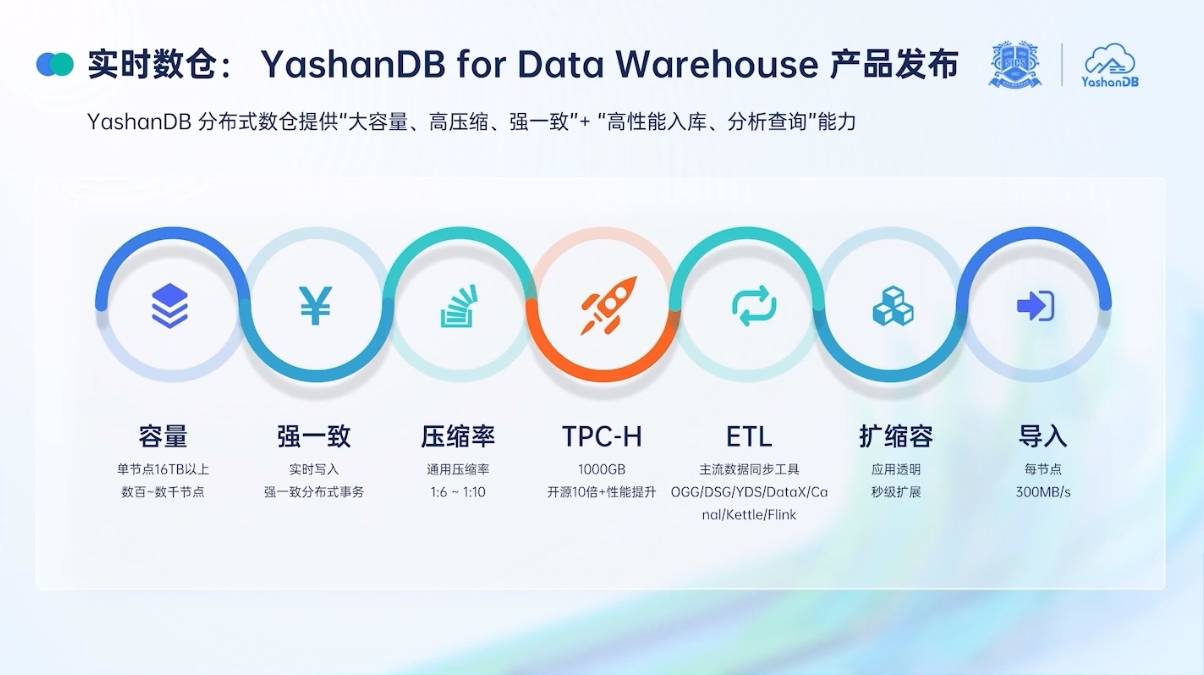 实时数仓： YashanDB for Data Warehouse 产品发布
YashanDB
YashanDB 分布式数仓提供“大容量、高压缩、强一致”+ “高性能入库、分析查询”能力
¥
容量
单节点16TB以上
数百~数千节点
强一致
实时写入
强一致分布式事务
压缩率
通用压缩率
1:6 ~ 1:10
TPC-H
1000GB
开源10倍+性能提升
ETL
主流数据同步工具
OGG/DSG/YDS/DataX/Ca
nal/Kettle/Flink
扩缩容
应用透明
秒级扩展
导入
每节点
300MB/s